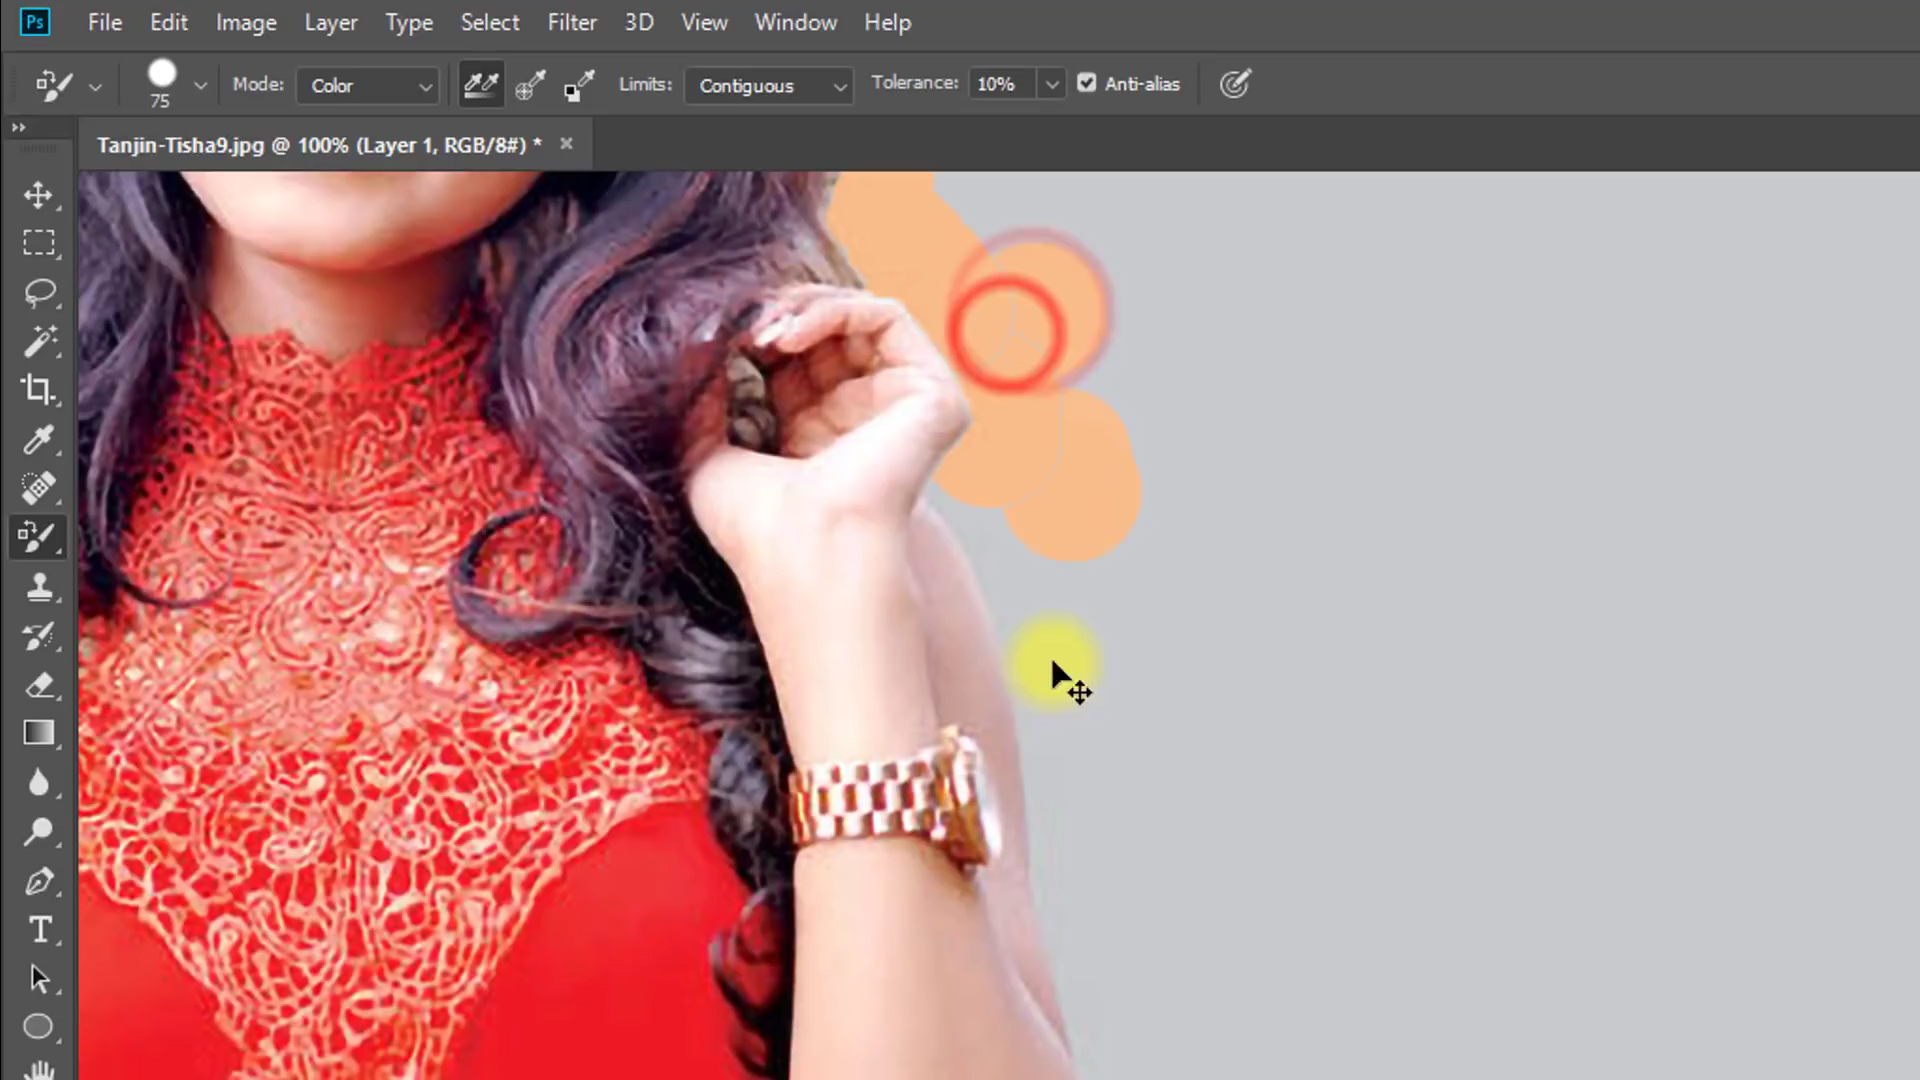 Ps File Edit Image Layer Type Select Filter 3D View Window Help
75 Mode: Color Limits: Contiguous Tolerance: 10% Anti-alias
Tanjin-Tisha9.jpg @ 100% (Layer 1, RGB/8#) * ×
T